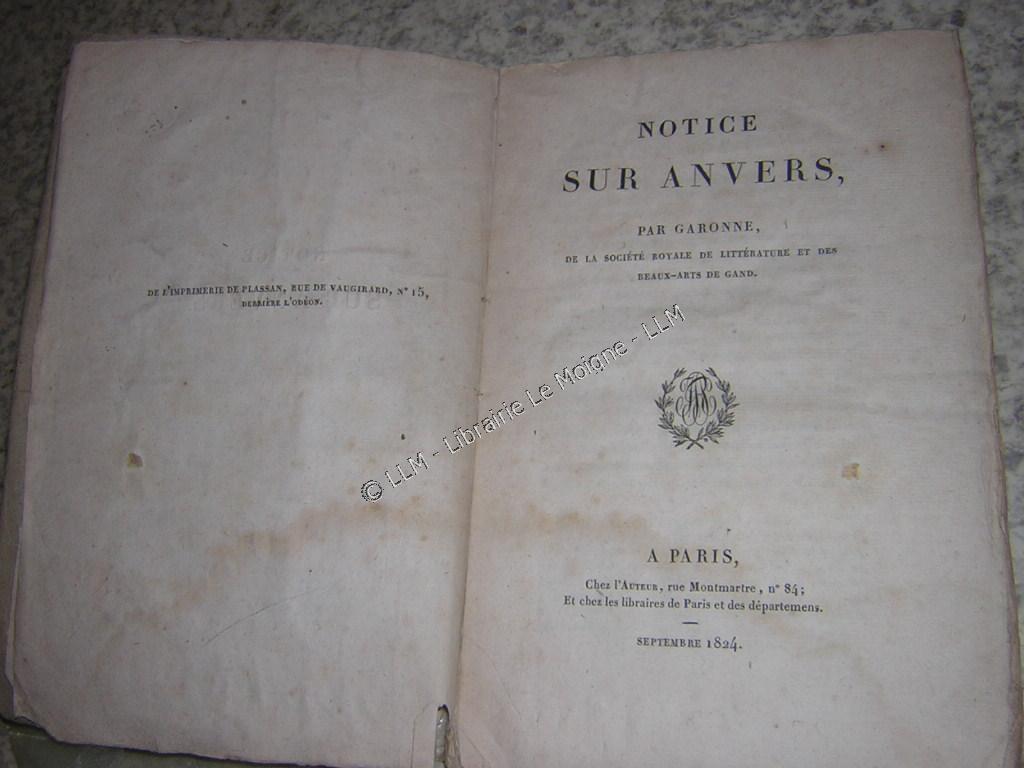 DE L'IMPRIMERIE DE PLASSAN, RUE DE VAUGIRARD, N° 15,
DERRIÈRE L'ODÉON.
NOTICE
SUR ANVERS,
PAR GARONNE,
DE LA SOCIÉTÉ ROYALE DE LITTÉRATURE ET DES
BEAUX-ARTS DE GAND.
A PARIS,
Chez l'AUTEUR, rue Montmartre, n° 84;
Et chez les libraires de Paris et des départemens.
SEPTEMBRE 1824.
© LLM - Librairie Le Moigne - LLM